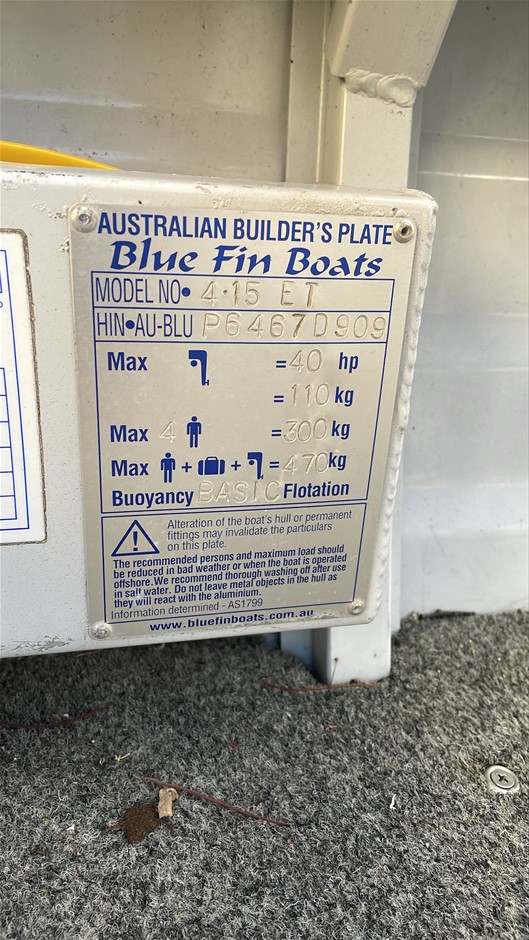 AUSTRALIAN BUILDER'S PLATE
Blue Fin Boats
MODEL NO• 4·15 ET
HIN•AU-BLU P6467D909
Max =40 hp
=110 kg
Max 4 =300 kg
Max + + =470kg
Buoyancy BASIC Flotation
Alteration of the boat's hull or permanent
fittings may invalidate the particulars
on this plate.
The recommended persons and maximum load should
be reduced in bad weather or when the boat is operated
offshore. We recommend thorough washing off after use
in salt water. Do not leave metal objects in the hull as
they will react with the aluminium.
Information determined - AS1799
www.bluefinboats.com.au